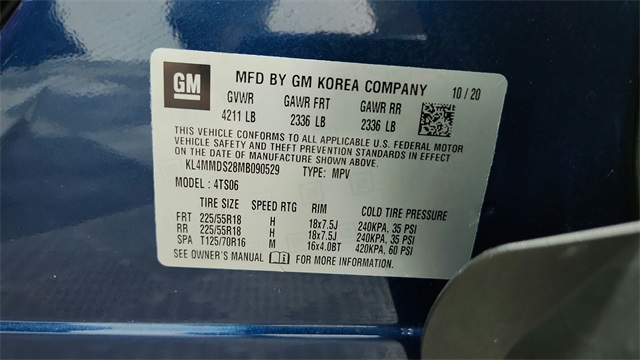 GM
MFD BY GM KOREA COMPANY 10/20
GVWR GAWR FRT GAWR RR
4211 LB 2336 LB 2336 LB
THIS VEHICLE CONFORMS TO ALL APPLICABLE U.S. FEDERAL MOTOR
VEHICLE SAFETY AND THEFT PREVENTION STANDARDS IN EFFECT ON
THE DATE OF MANUFACTURE SHOWN ABOVE.
KL4MMDS28MB090529 TYPE: MPV
MODEL: 4TS06
TIRE SIZE SPEED RTG RIM COLD TIRE PRESSURE
FRT 225/55R18 H 18x7.5J 240KPA, 35 PSI
RR 225/55R18 H 18x7.5J 240KPA, 35 PSI
SPA T125/70R16 M 16x4.0BT 420KPA, 60 PSI
SEE OWNER'S MANUAL FOR MORE INFORMATION.